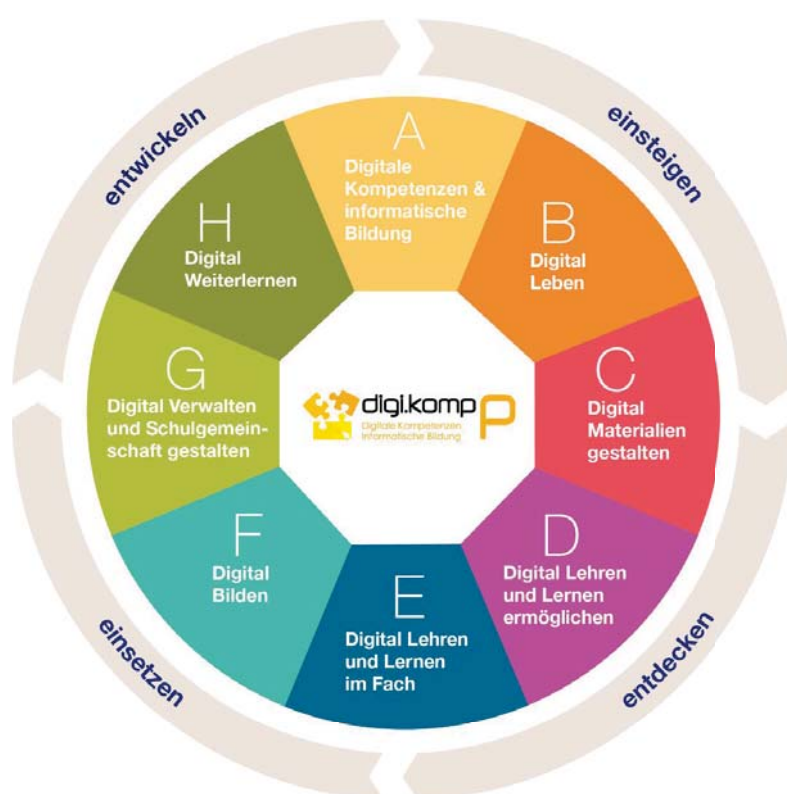 entwickeln
einsteigen
A
Digitale
Kompetenzen &
informatische
Bildung
B
Digital
Leben
C
Digital
Materialien
gestalten
D
Digital Lehren
und Lernen
ermöglichen
entdecken
E
Digital Lehren
und Lernen
im Fach
F
Digital
Bilden
einsetzen
G
Digital Verwalten
und Schulgemein-
schaft gestalten
H
Digital
Weiterlernen
digi.komp P
Digitale Kompetenzen
Informatische Bildung